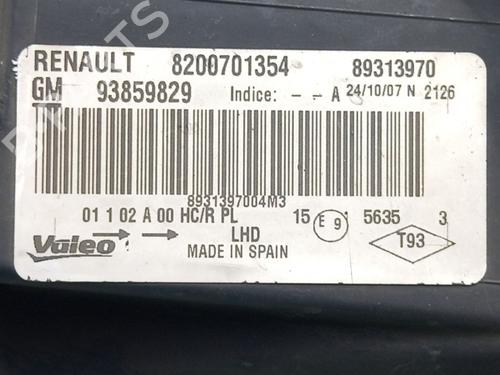 RENAULT 8200701354 89313970
GM 93859829 Indice: - - A 24/10/07 N 2126
8931397004M3
01 1 02 A 00 HC/R PL 15 E 9 5635 3
Valeo LHD T93
MADE IN SPAIN